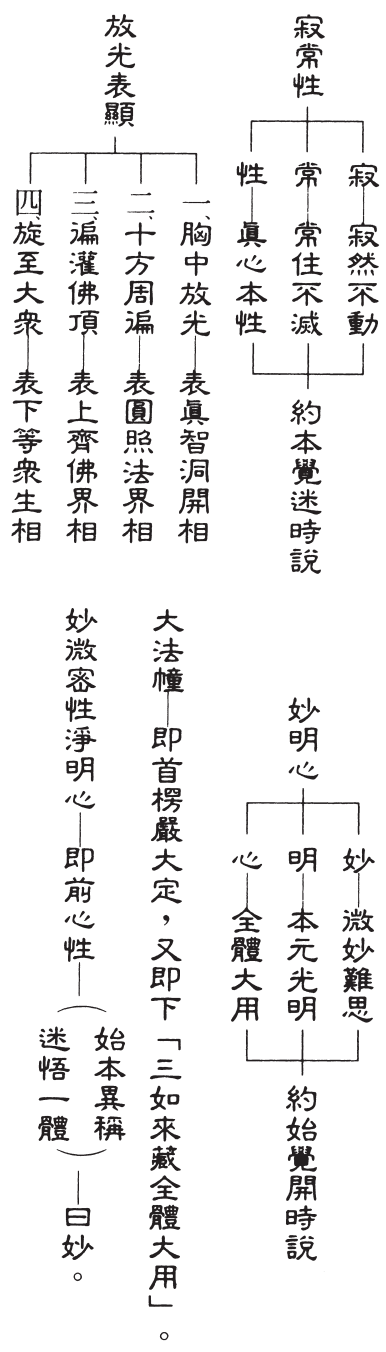 寂常性
寂—寂然不動
常—常住不滅
性—真心本性
約本覺迷時說
放光表顯
一、胸中放光—表真智洞開相
二、十方周遍—表圓照法界相
三、遍灌佛頂—表上齊佛界相
四、旋至大眾—表下等眾生相
妙明心
妙—微妙難思
明—本元光明
心—全體大用
約始覺開時說
大法幢—即首楞嚴大定，又即下「三如來藏全體大用」。
妙微密性淨明心—即前心性—（始本異稱
迷悟一體）—曰妙。